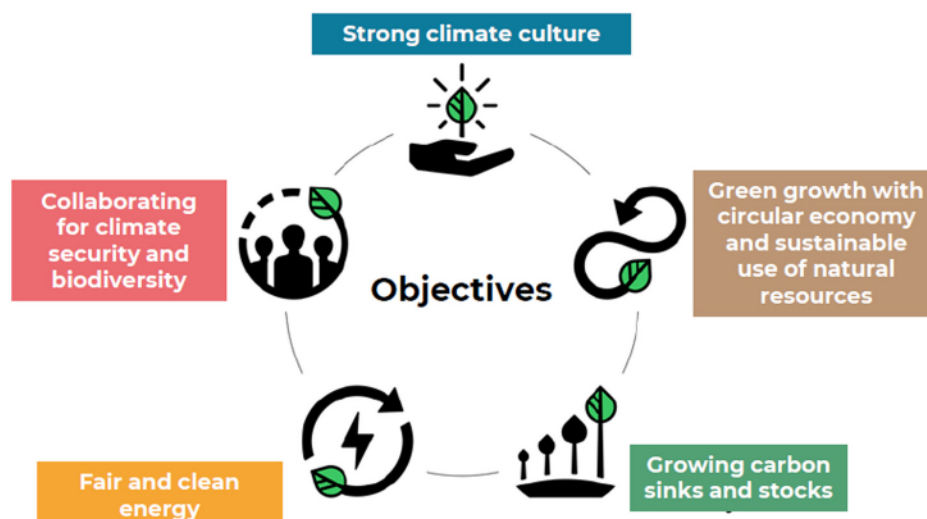 Strong climate culture
Collaborating
for climate
security and
biodiversity
Green growth with
circular economy
and sustainable
use of natural
resources
Objectives
Fair and clean
energy
Growing carbon
sinks and stocks